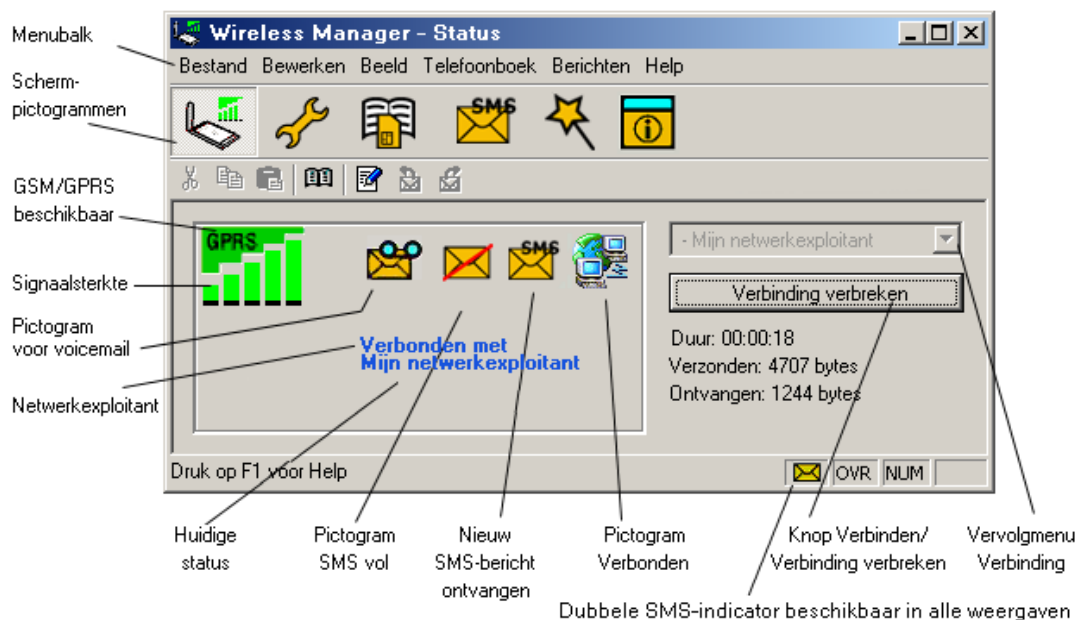 Menubalk
Scherm-
pictogrammen
GSM/GPRS
beschikbaar
Signaalsterkte
Pictogram
voor voicemail
Netwerkexploitant
Wireless Manager - Status
Bestand Bewerken Beeld Telefoonboek Berichten Help
SMS
GPRS
SMS
Verbonden met
Mijn netwerkexploitant
- Mijn netwerkexploitant
Verbinding verbreken
Duur: 00:00:18
Verzonden: 4707 bytes
Ontvangen: 1244 bytes
Druk op F1 voor Help
OVR NUM
Huidige
status
Pictogram
SMS vol
Nieuw
SMS-bericht
ontvangen
Pictogram
Verbonden
Knop Verbinden/
Verbinding verbreken
Vervolgmenu
Verbinding
Dubbele SMS-indicator beschikbaar in alle weergaven